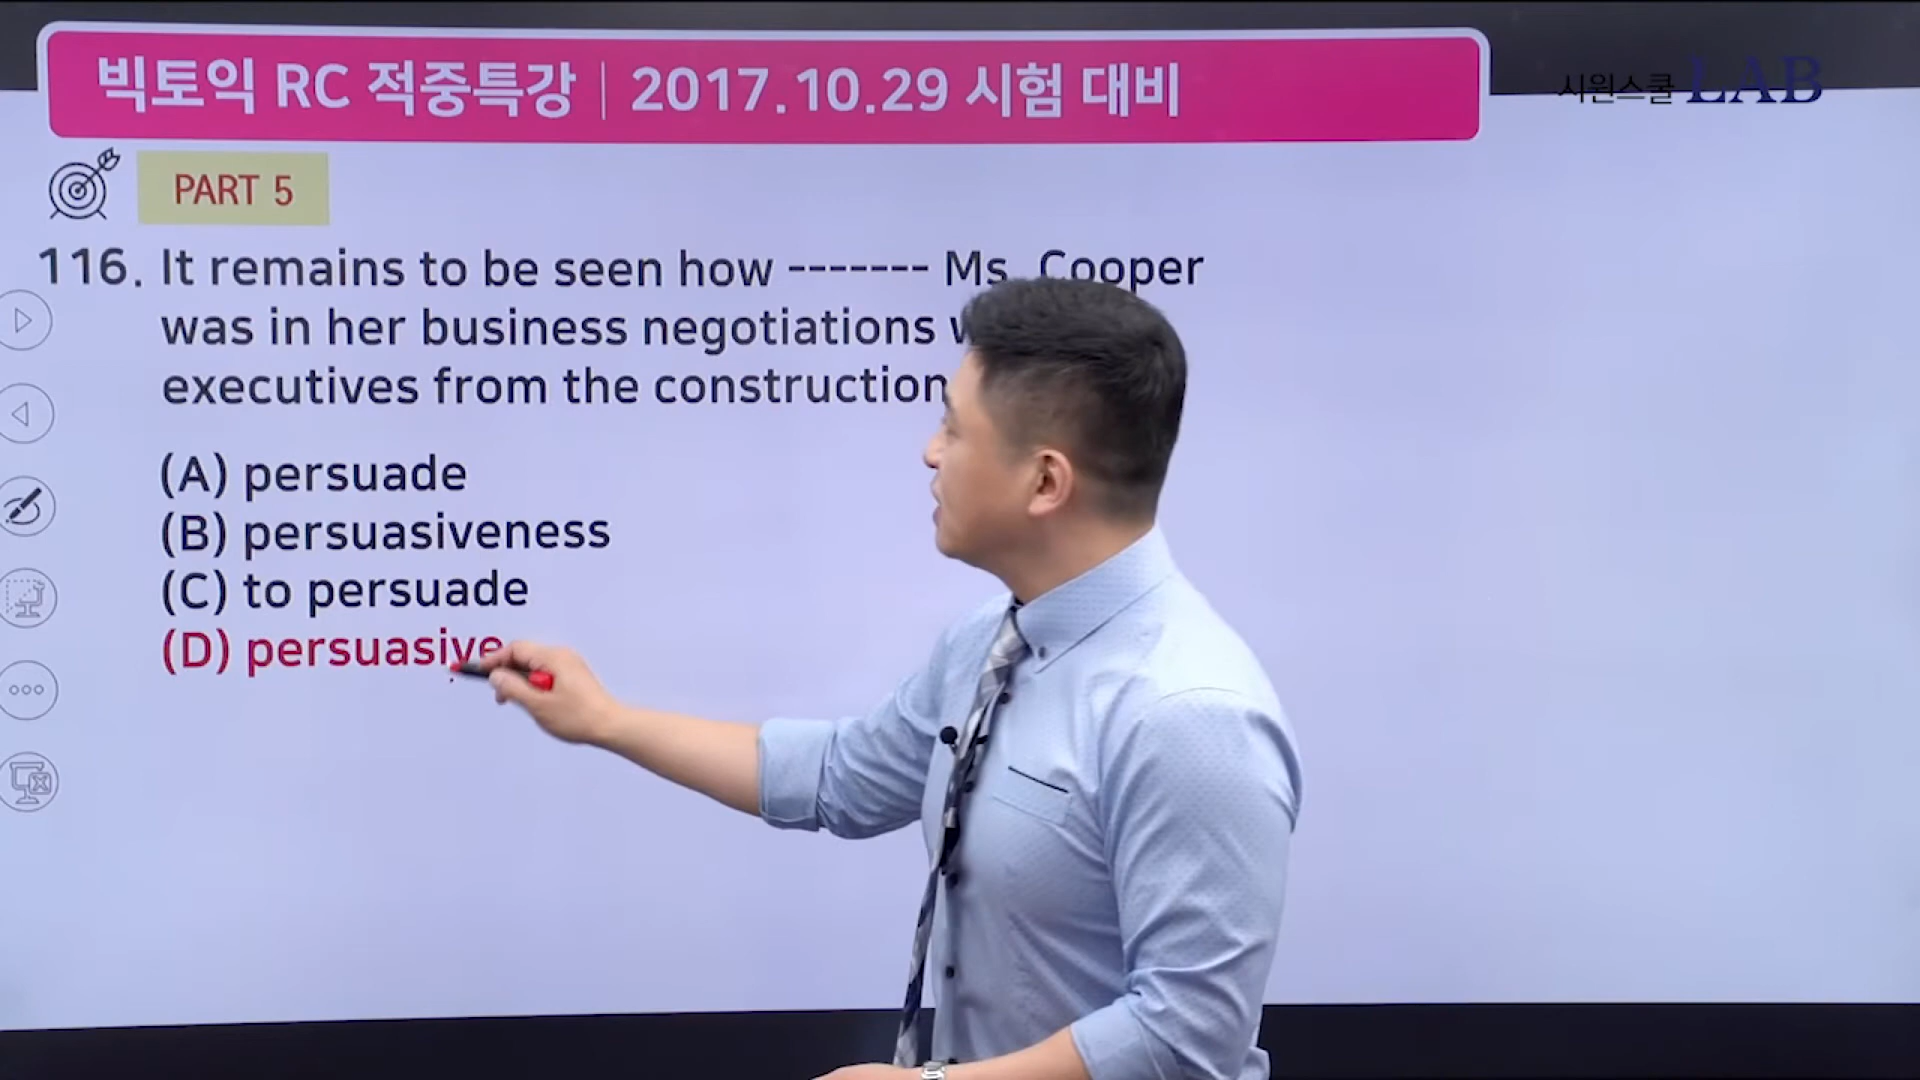 빅토익 RC 적중특강 | 2017.10.29 시험 대비
시원스쿨 LAB
PART 5
116. It remains to be seen how ------- Ms. Cooper
was in her business negotiations
executives from the construction
(A) persuade
(B) persuasiveness
(C) to persuade
(D) persuasive